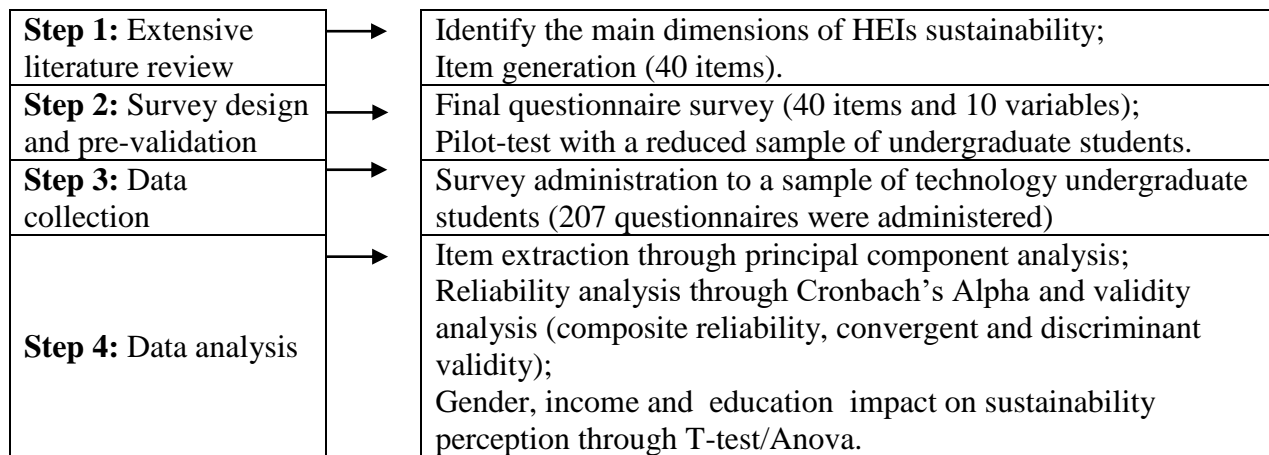 Step 1: Extensive
literature review
Identify the main dimensions of HEIs sustainability;
Item generation (40 items).
Step 2: Survey design
and pre-validation
Final questionnaire survey (40 items and 10 variables);
Pilot-test with a reduced sample of undergraduate students.
Step 3: Data
collection
Survey administration to a sample of technology undergraduate
students (207 questionnaires were administered)
Step 4: Data analysis
Item extraction through principal component analysis;
Reliability analysis through Cronbach’s Alpha and validity
analysis (composite reliability, convergent and discriminant
validity);
Gender, income and education impact on sustainability
perception through T-test/Anova.